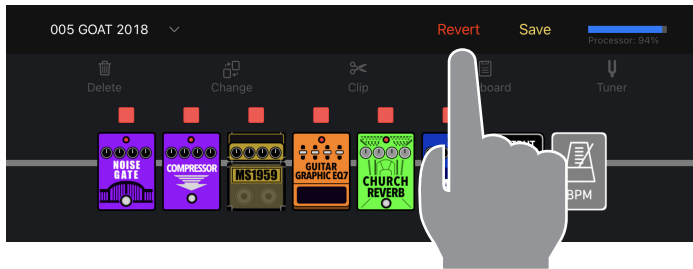 005 GOAT 2018
Revert
Save
Processor: 94%
Delete
Change
Clip
board
Tuner
NOISE
GATE
COMPRESSOR
MS1959
GUITAR
GRAPHIC EQ7
CHURCH
REVERB
BPM